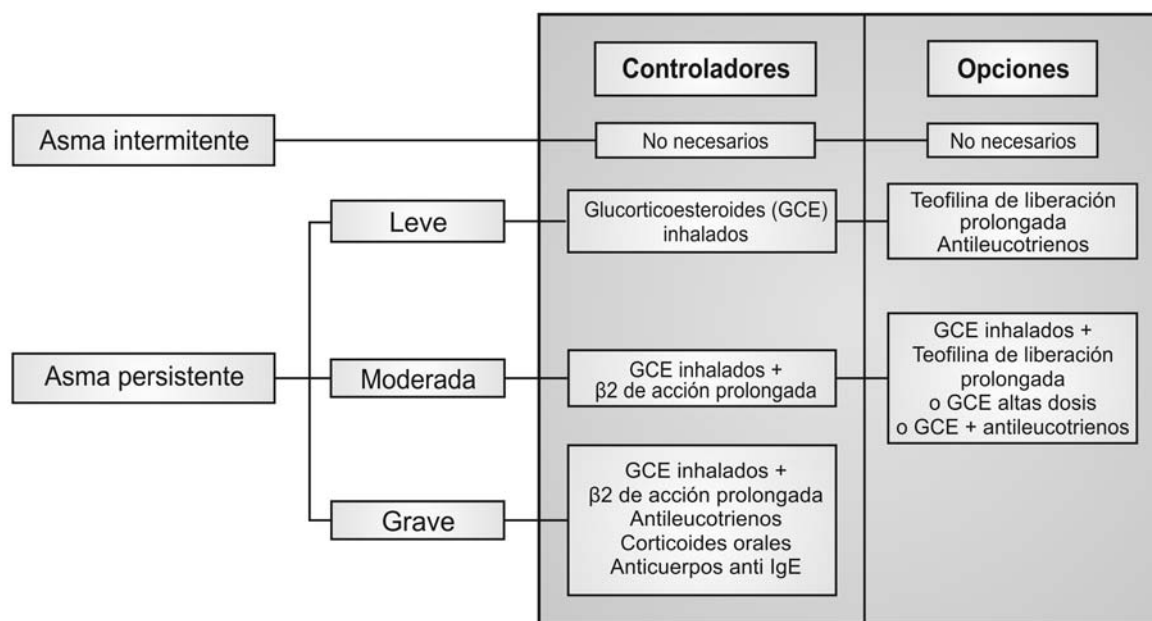 Controladores
Opciones
Asma intermitente
No necesarios
No necesarios
Leve
Glucorticoesteroides (GCE)
inhalados
Teofilina de liberación
prolongada
Antileucotrienos
Asma persistente
Moderada
GCE inhalados +
β2 de acción prolongada
GCE inhalados +
Teofilina de liberación
prolongada
o GCE altas dosis
o GCE + antileucotrienos
Grave
GCE inhalados +
β2 de acción prolongada
Antileucotrienos
Corticoides orales
Anticuerpos anti IgE